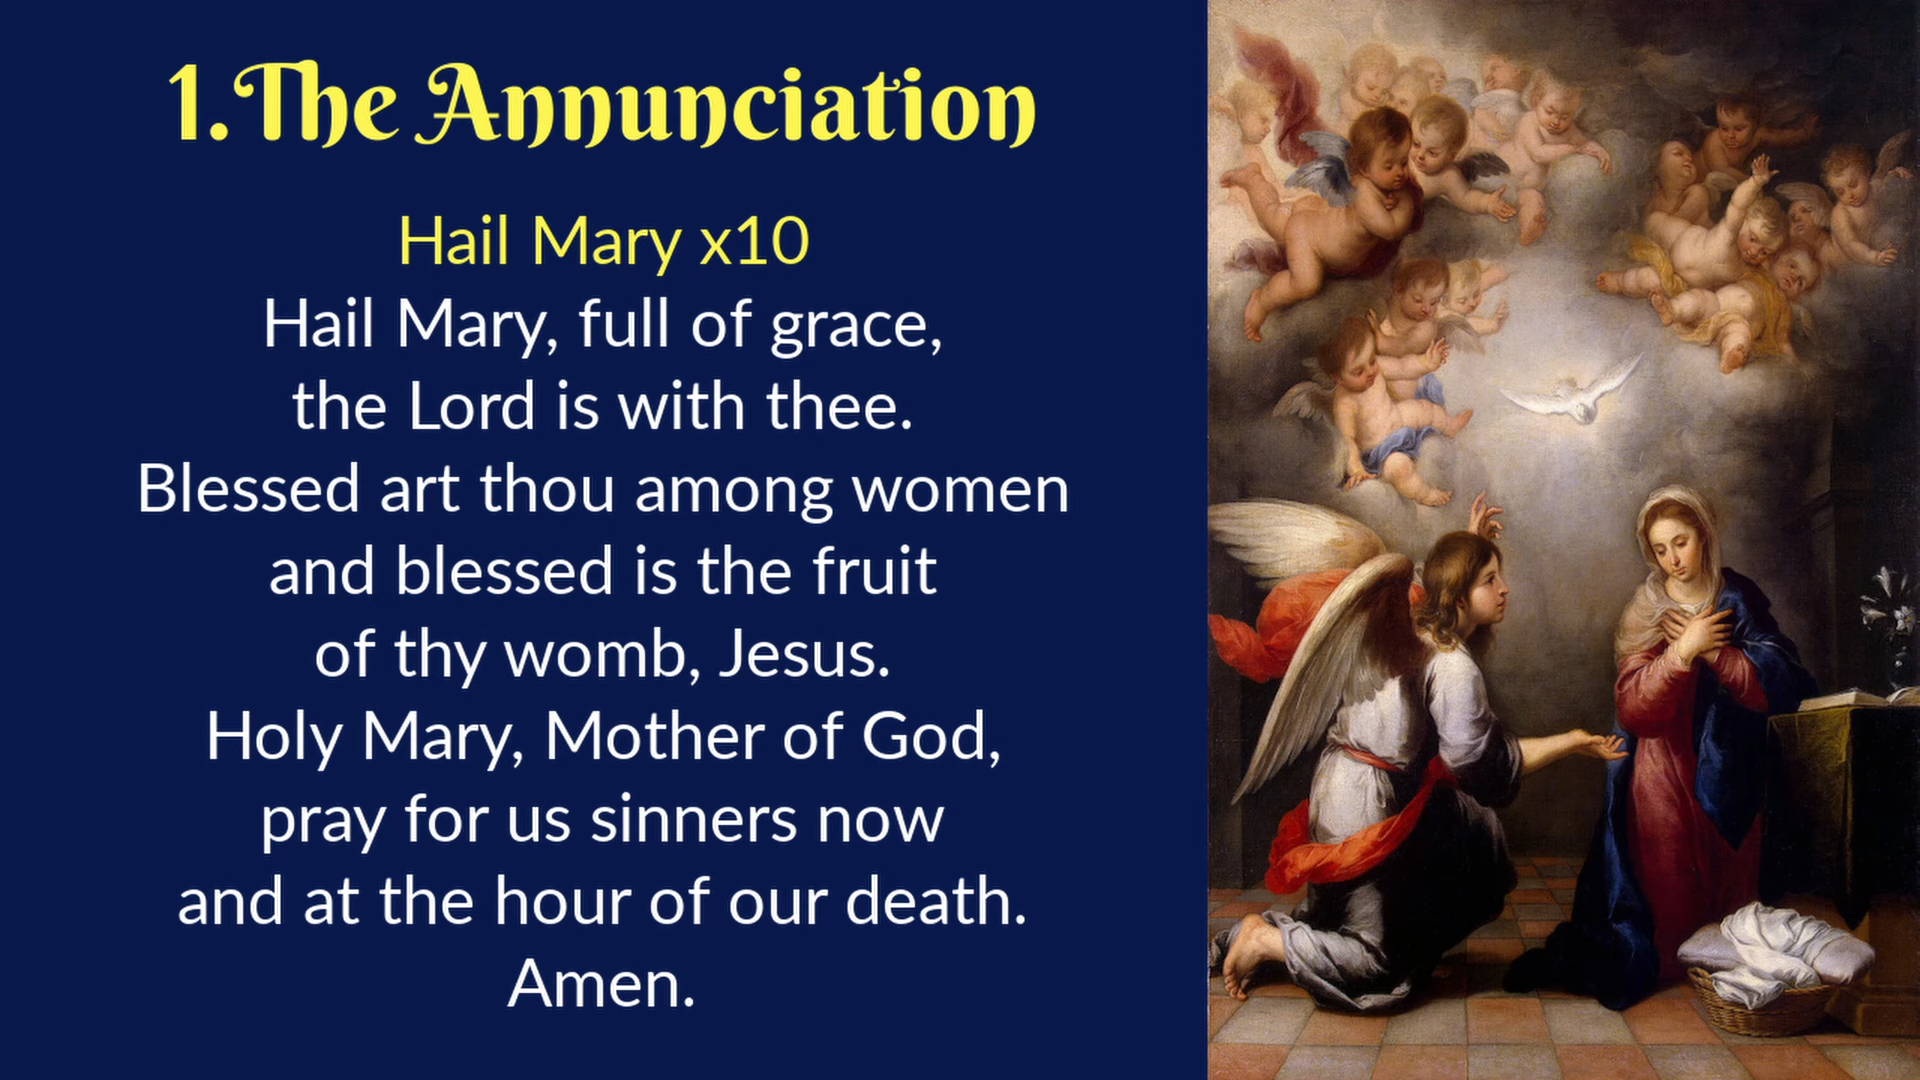 1. The Annunciation
Hail Mary x10
Hail Mary, full of grace,
the Lord is with thee.
Blessed art thou among women
and blessed is the fruit
of thy womb, Jesus.
Holy Mary, Mother of God,
pray for us sinners now
and at the hour of our death.
Amen.